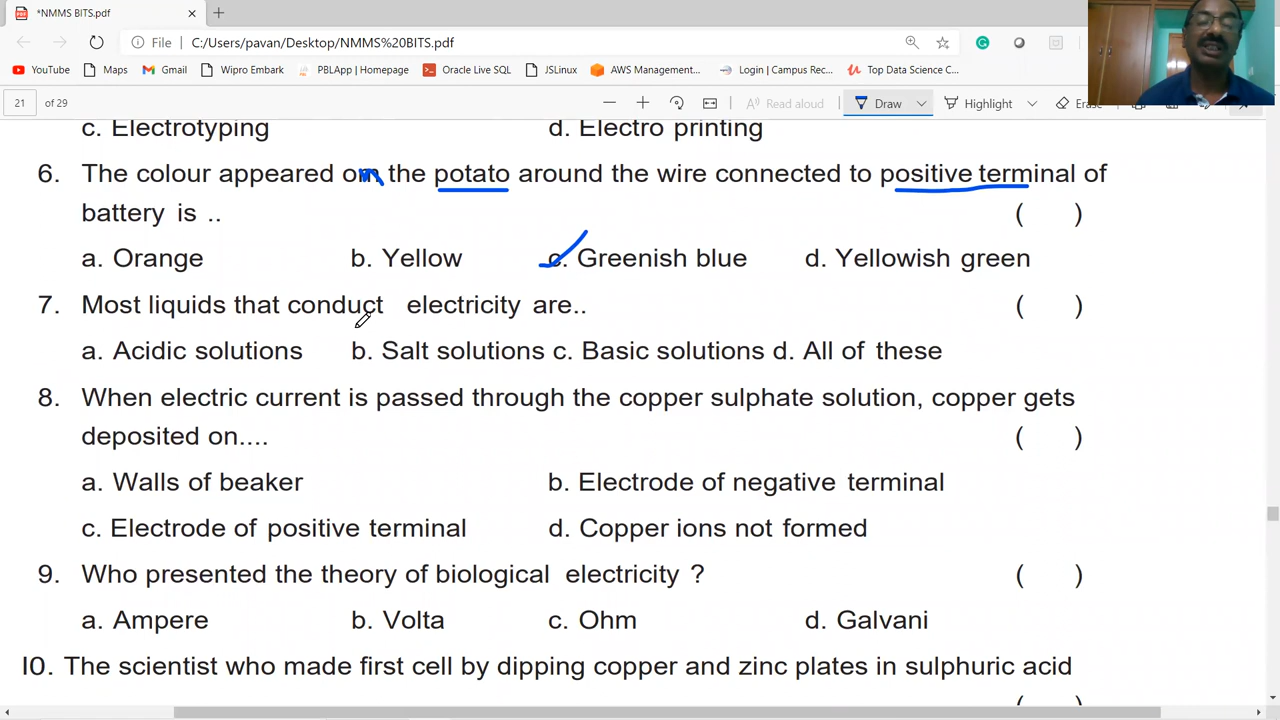 *NMMS BITS.pdf
File C:/Users/pavan/Desktop/NMMS%20BITS.pdf
YouTube Maps Gmail Wipro Embark PBLApp | Homepage Oracle Live SQL JSLinux AWS Management... Login | Campus Rec... Top Data Science C...
21 of 29 Read aloud Draw Highlight Erase
c. Electrotyping d. Electro printing
6. The colour appeared on the potato around the wire connected to positive terminal of
battery is .. ( )
a. Orange b. Yellow c. Greenish blue d. Yellowish green
7. Most liquids that conduct electricity are.. ( )
a. Acidic solutions b. Salt solutions c. Basic solutions d. All of these
8. When electric current is passed through the copper sulphate solution, copper gets
deposited on.... ( )
a. Walls of beaker b. Electrode of negative terminal
c. Electrode of positive terminal d. Copper ions not formed
9. Who presented the theory of biological electricity ? ( )
a. Ampere b. Volta c. Ohm d. Galvani
10. The scientist who made first cell by dipping copper and zinc plates in sulphuric acid